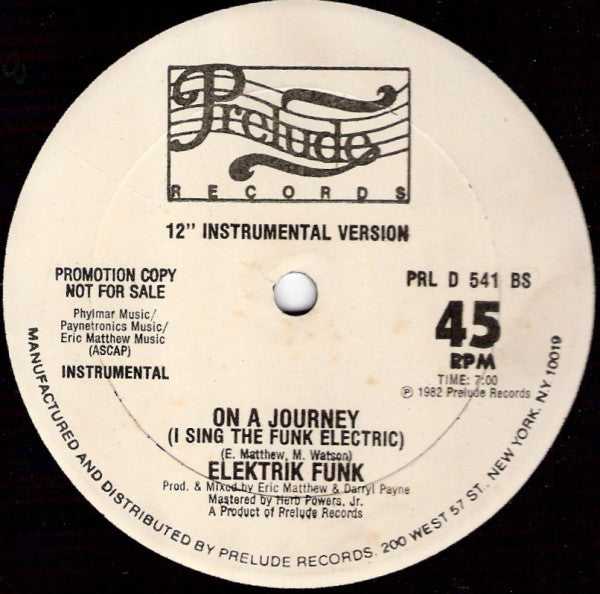 Prelude
RECORDS
12" INSTRUMENTAL VERSION
PROMOTION COPY
NOT FOR SALE
Phylmar Music/
Paynetronics Music/
Eric Matthew Music
(ASCAP)
INSTRUMENTAL
PRL D 541 BS
45
RPM
TIME: 7:00
℗ 1982 Prelude Records
ON A JOURNEY
(I SING THE FUNK ELECTRIC)
(E. Matthew, M. Watson)
ELEKTRIK FUNK
Prod. & Mixed by Eric Matthew & Darryl Payne
Mastered by Herb Powers, Jr.
A Product of Prelude Records
MANUFACTURED AND DISTRIBUTED BY PRELUDE RECORDS, 200 WEST 57 ST., NEW YORK, N.Y. 10019